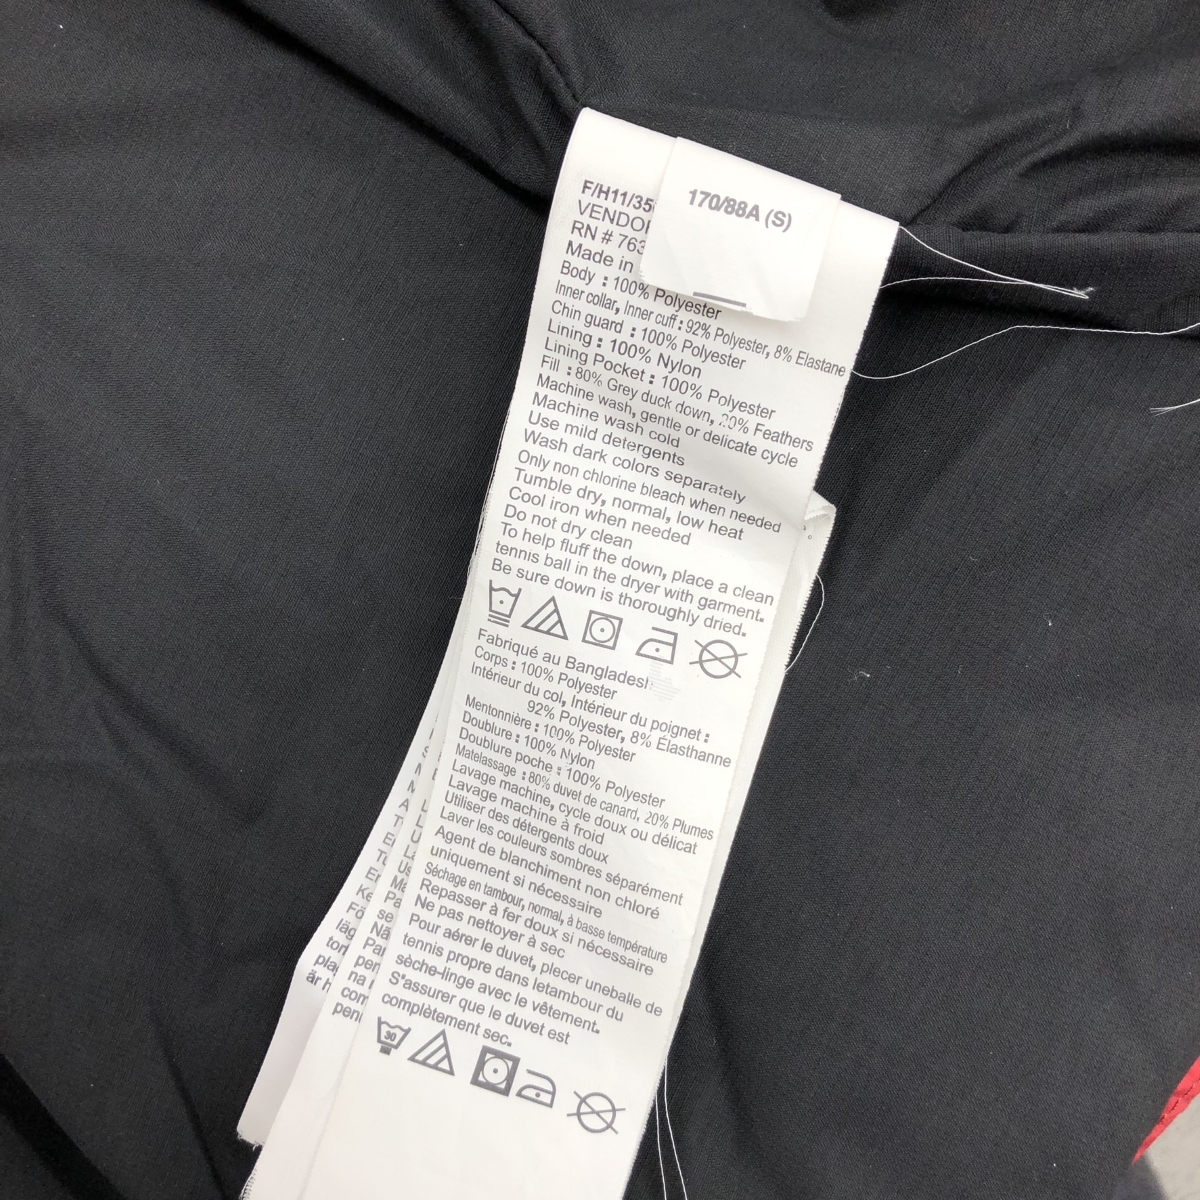 170/88A (S)
F/H11/35
RN # 763
Made in
Body : 100% Polyester
Inner collar, Inner cuff : 92% Polyester, 8% Elastane
Chin guard : 100% Polyester
Lining : 100% Nylon
Lining Pocket : 100% Polyester
Fill : 80% Grey duck down, 20% Feathers
Machine wash, gentle or delicate cycle
Machine wash cold
Use mild detergents
Wash dark colors separately
Only non chlorine bleach when needed
Tumble dry, normal, low heat
Cool iron when needed
Do not dry clean
To help fluff the down, place a clean
tennis ball in the dryer with garment.
Be sure down is thoroughly dried.
Fabriqué au Bangladesh
Corps : 100% Polyester
Intérieur du col, Intérieur du poignet :
92% Polyester, 8% Élasthanne
Mentonnière : 100% Polyester
Doublure : 100% Nylon
Doublure poche : 100% Polyester
Matelassage : 80% duvet de canard, 20% Plumes
Lavage machine, cycle doux ou délicat
Lavage machine à froid
Utiliser des détergents doux
Laver les couleurs sombres séparément
Agent de blanchiment non chloré
uniquement si nécessaire
Séchage en tambour, normal, à basse température
Repasser à fer doux si nécessaire
Ne pas nettoyer à sec
Pour aérer le duvet, plecer uneballe de
tennis propre dans letambour du
sèche-linge avec le vêtement.
S'assurer que le duvet est
complètement sec.
30